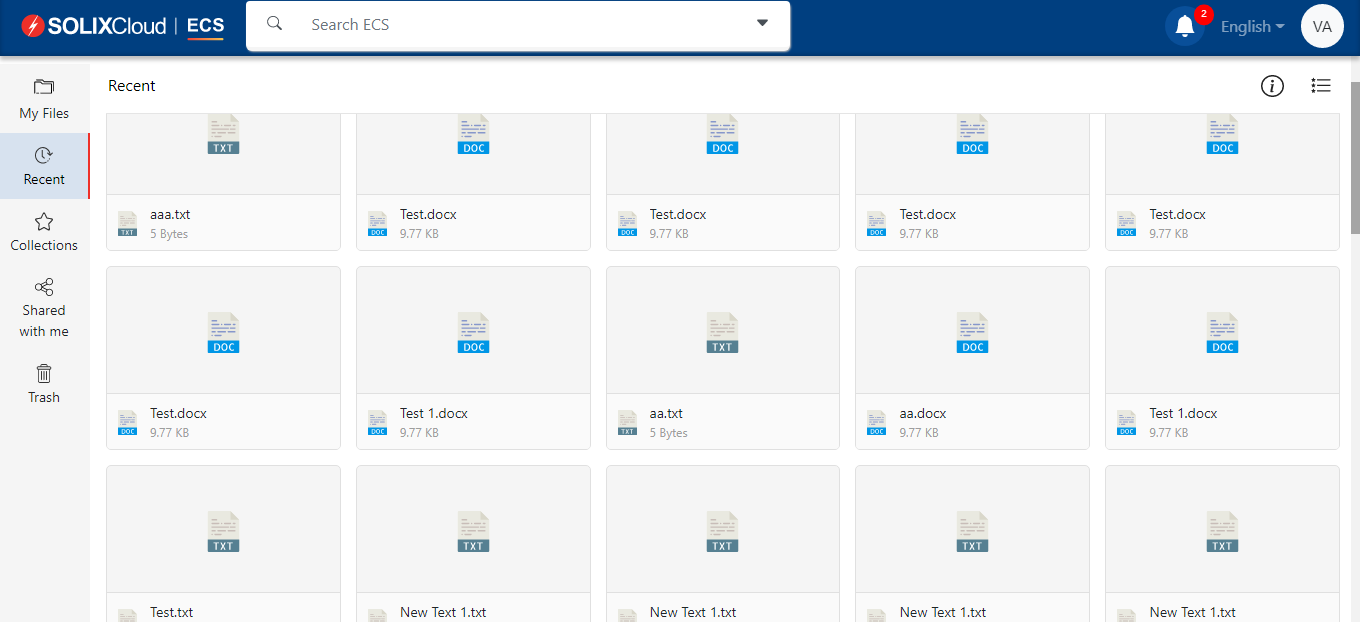 SOLIXCloud | ECS
Search ECS
2
English
VA
My Files
Recent
Collections
Shared
with me
Trash
Recent
TXT
DOC
DOC
DOC
DOC
TXT
aaa.txt
5 Bytes
DOC
Test.docx
9.77 KB
DOC
Test.docx
9.77 KB
DOC
Test.docx
9.77 KB
DOC
Test.docx
9.77 KB
DOC
DOC
TXT
DOC
DOC
DOC
Test.docx
9.77 KB
DOC
Test 1.docx
9.77 KB
TXT
aa.txt
5 Bytes
DOC
aa.docx
9.77 KB
DOC
Test 1.docx
9.77 KB
TXT
TXT
TXT
TXT
TXT
Test.txt
New Text 1.txt
New Text 1.txt
New Text 1.txt
New Text 1.txt